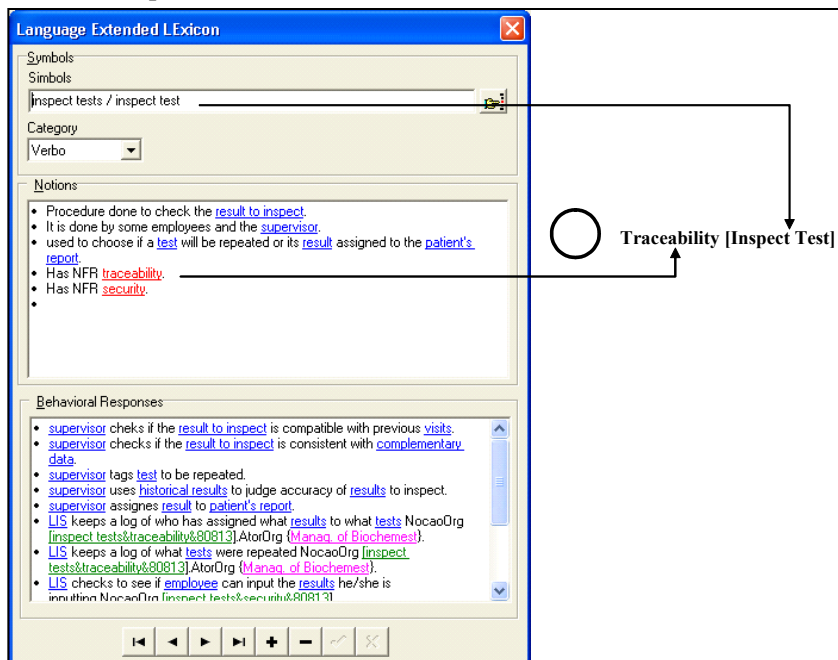 Language Extended LExicon
Symbols
Simbols
inspect tests / inspect test
Category
Verbo
Notions
• Procedure done to check the result to inspect.
• It is done by some employees and the supervisor.
• used to choose if a test will be repeated or its result assigned to the patient's
report.
• Has NFR traceability.
• Has NFR security.
•
Traceability [Inspect Test]
Behavioral Responses
• supervisor cheks if the result to inspect is compatible with previous visits.
• supervisor checks if the result to inspect is consistent with complementary
data.
• supervisor tags test to be repeated.
• supervisor uses historical results to judge accuracy of results to inspect.
• supervisor assignes result to patient's report.
• LIS keeps a log of who has assigned what results to what tests NocaoOrg
[inspect tests&traceability&80813].AtorOrg {Manag. of Biochemest}.
• LIS keeps a log of what tests were repeated NocaoOrg [inspect
tests&traceability&80813].AtorOrg {Manag. of Biochemest}.
• LIS checks to see if employee can input the results he/she is
inputting NocaoOrg [inspect tests&security&80813]